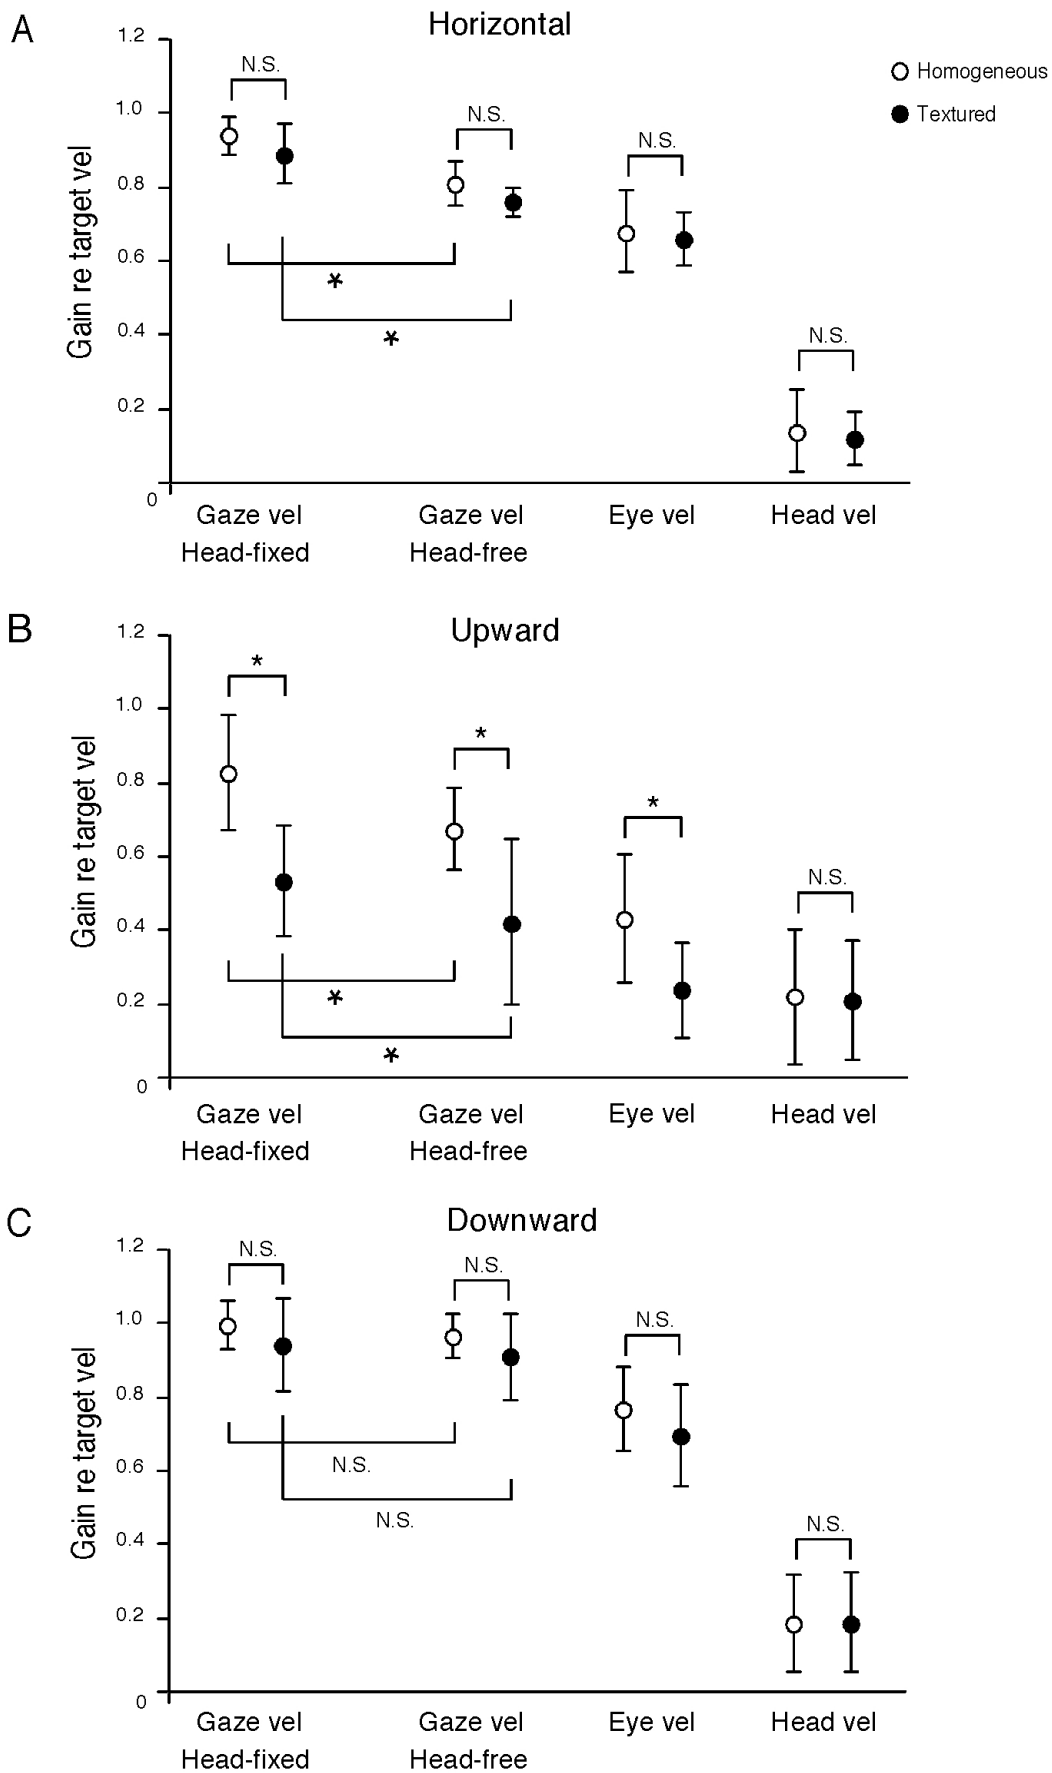 A
Horizontal
Homogeneous
Textured
Gain re target vel
1.2
1.0
0.8
0.6
0.4
0.2
0
N.S.
N.S.
N.S.
N.S.
*
*
Gaze vel
Head-fixed
Gaze vel
Head-free
Eye vel
Head vel
B
Upward
Gain re target vel
1.2
1.0
0.8
0.6
0.4
0.2
0
*
*
*
N.S.
*
*
Gaze vel
Head-fixed
Gaze vel
Head-free
Eye vel
Head vel
C
Downward
Gain re target vel
1.2
1.0
0.8
0.6
0.4
0.2
0
N.S.
N.S.
N.S.
N.S.
N.S.
N.S.
Gaze vel
Head-fixed
Gaze vel
Head-free
Eye vel
Head vel